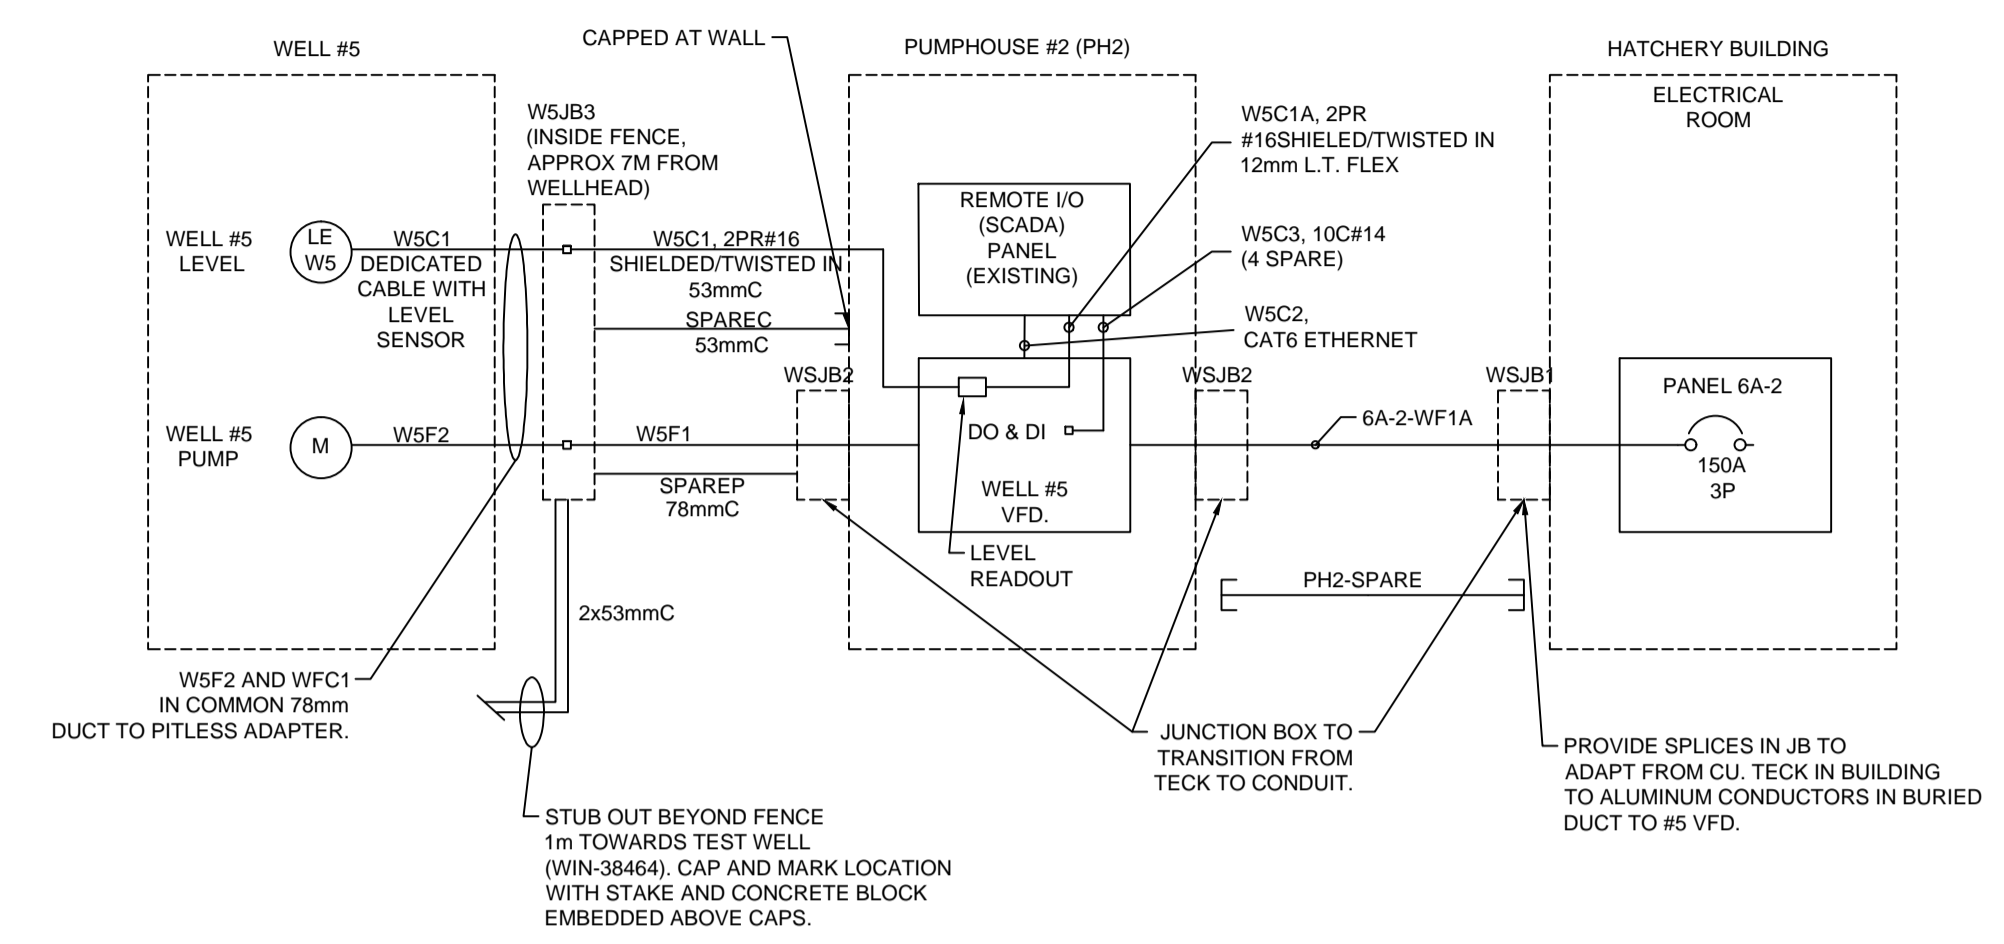 WELL #5
CAPPED AT WALL
PUMPHOUSE #2 (PH2)
HATCHERY BUILDING
ELECTRICAL
ROOM
W5JB3
(INSIDE FENCE,
APPROX 7M FROM
WELLHEAD)
W5C1A, 2PR
#16SHIELED/TWISTED IN
12mm L.T. FLEX
REMOTE I/O
(SCADA)
PANEL
(EXISTING)
WELL #5
LEVEL
LE
W5
W5C1
DEDICATED
CABLE WITH
LEVEL
SENSOR
W5C1, 2PR#16
SHIELDED/TWISTED IN
53mmC
SPAREC
53mmC
W5C3, 10C#14
(4 SPARE)
W5C2,
CAT6 ETHERNET
WSJB2
WSJB2
WSJB1
PANEL 6A-2
150A
3P
WELL #5
PUMP
M
W5F2
W5F1
SPAREP
78mmC
DO & DI
WELL #5
VFD.
6A-2-WF1A
LEVEL
READOUT
PH2-SPARE
2x53mmC
W5F2 AND WFC1
IN COMMON 78mm
DUCT TO PITLESS ADAPTER.
JUNCTION BOX TO
TRANSITION FROM
TECK TO CONDUIT.
PROVIDE SPLICES IN JB TO
ADAPT FROM CU. TECK IN BUILDING
TO ALUMINUM CONDUCTORS IN BURIED
DUCT TO #5 VFD.
STUB OUT BEYOND FENCE
1m TOWARDS TEST WELL
(WIN-38464). CAP AND MARK LOCATION
WITH STAKE AND CONCRETE BLOCK
EMBEDDED ABOVE CAPS.